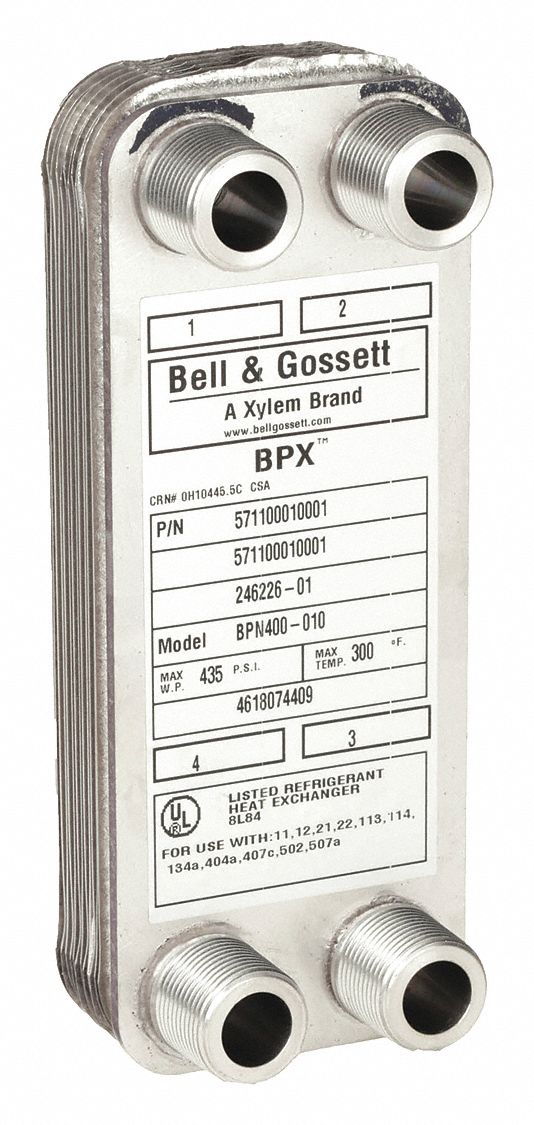 1 2
Bell & Gossett
A Xylem Brand
www.bellgossett.com
BPX™
CRN# 0H10445.5C CSA
P/N 571100010001
571100010001
246226-01
Model BPN400-010
MAX W.P. 435 P.S.I. MAX TEMP. 300 °F.
4618074409
4 3
UL ®
LISTED REFRIGERANT
HEAT EXCHANGER
8L84
FOR USE WITH:11,12,21,22,113,114,
134a,404a,407c,502,507a